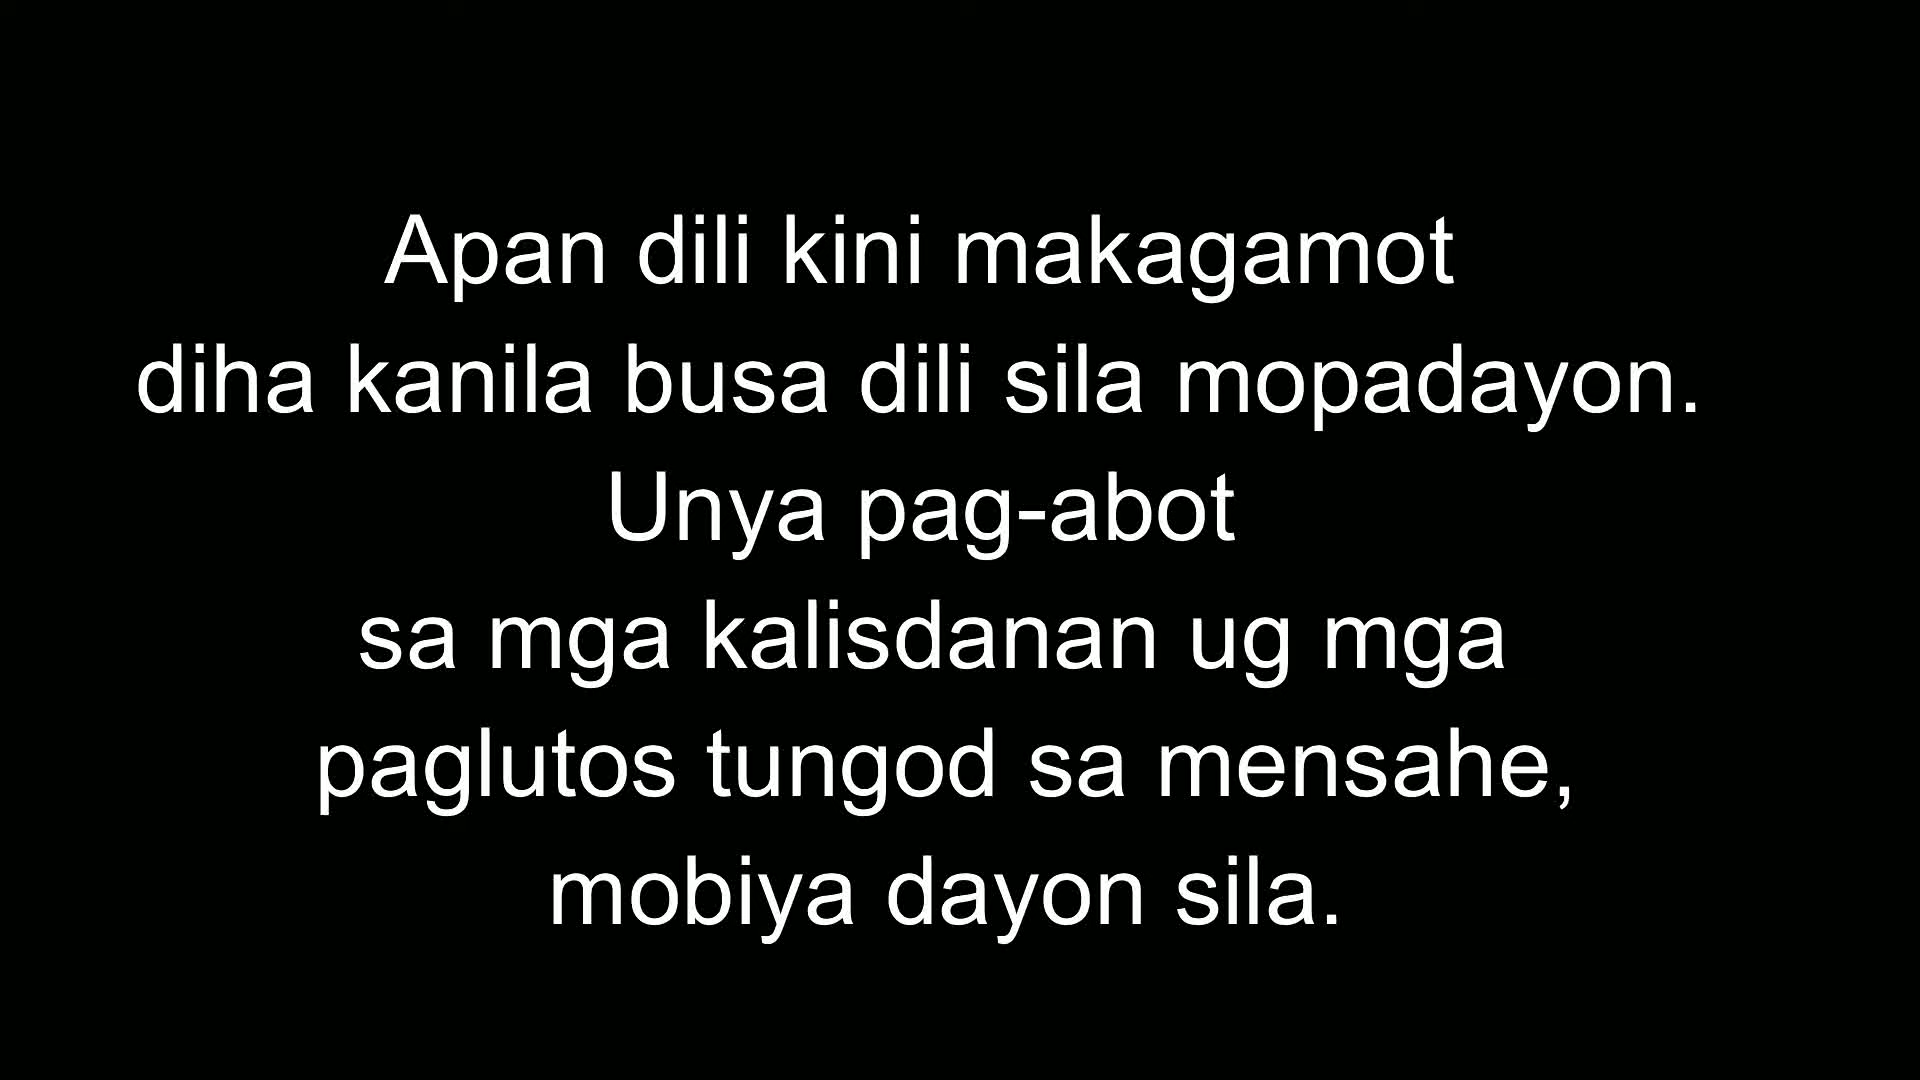 Apan dili kini makagamot
diha kanila busa dili sila mopadayon.
Unya pag-abot
sa mga kalisdanan ug mga
paglutos tungod sa mensahe,
mobiya dayon sila.